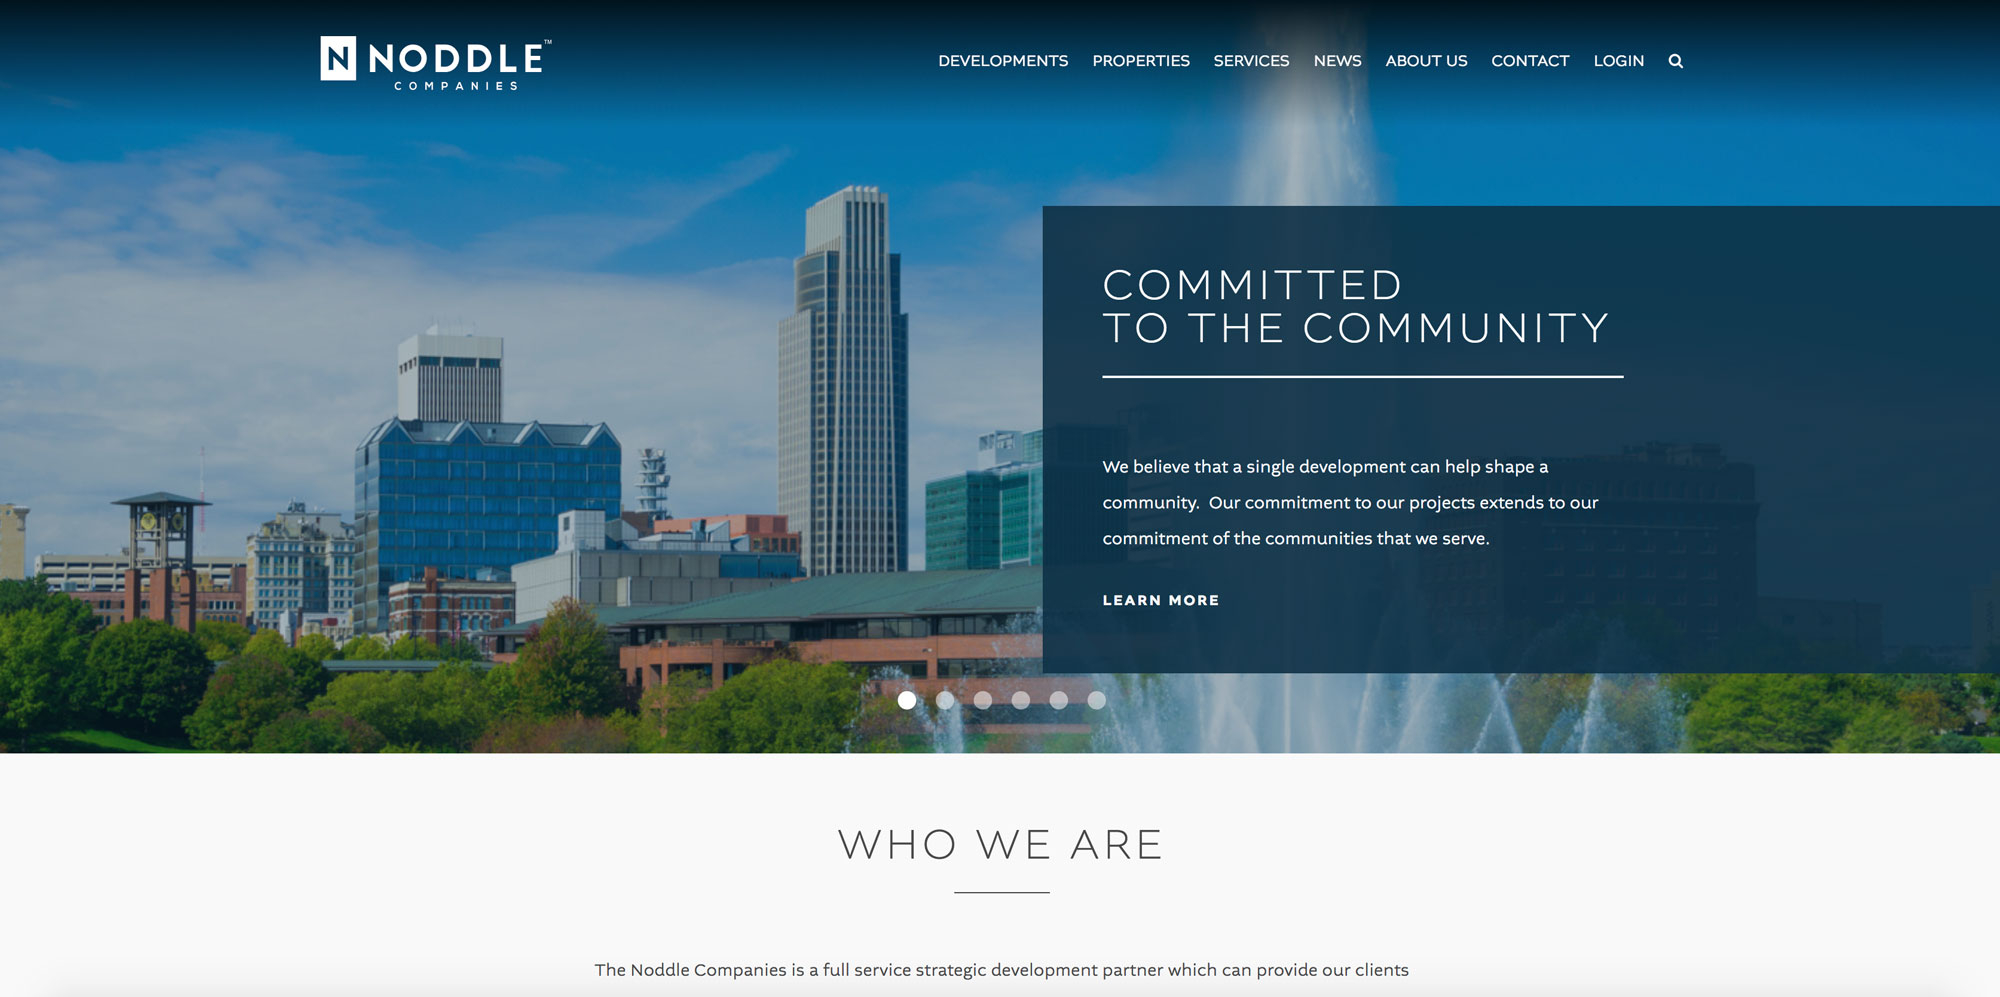 N NODDLE™
COMPANIES
DEVELOPMENTS PROPERTIES SERVICES NEWS ABOUT US CONTACT LOGIN
COMMITTED
TO THE COMMUNITY
We believe that a single development can help shape a
community.  Our commitment to our projects extends to our
commitment of the communities that we serve.
LEARN MORE
WHO WE ARE
The Noddle Companies is a full service strategic development partner which can provide our clients